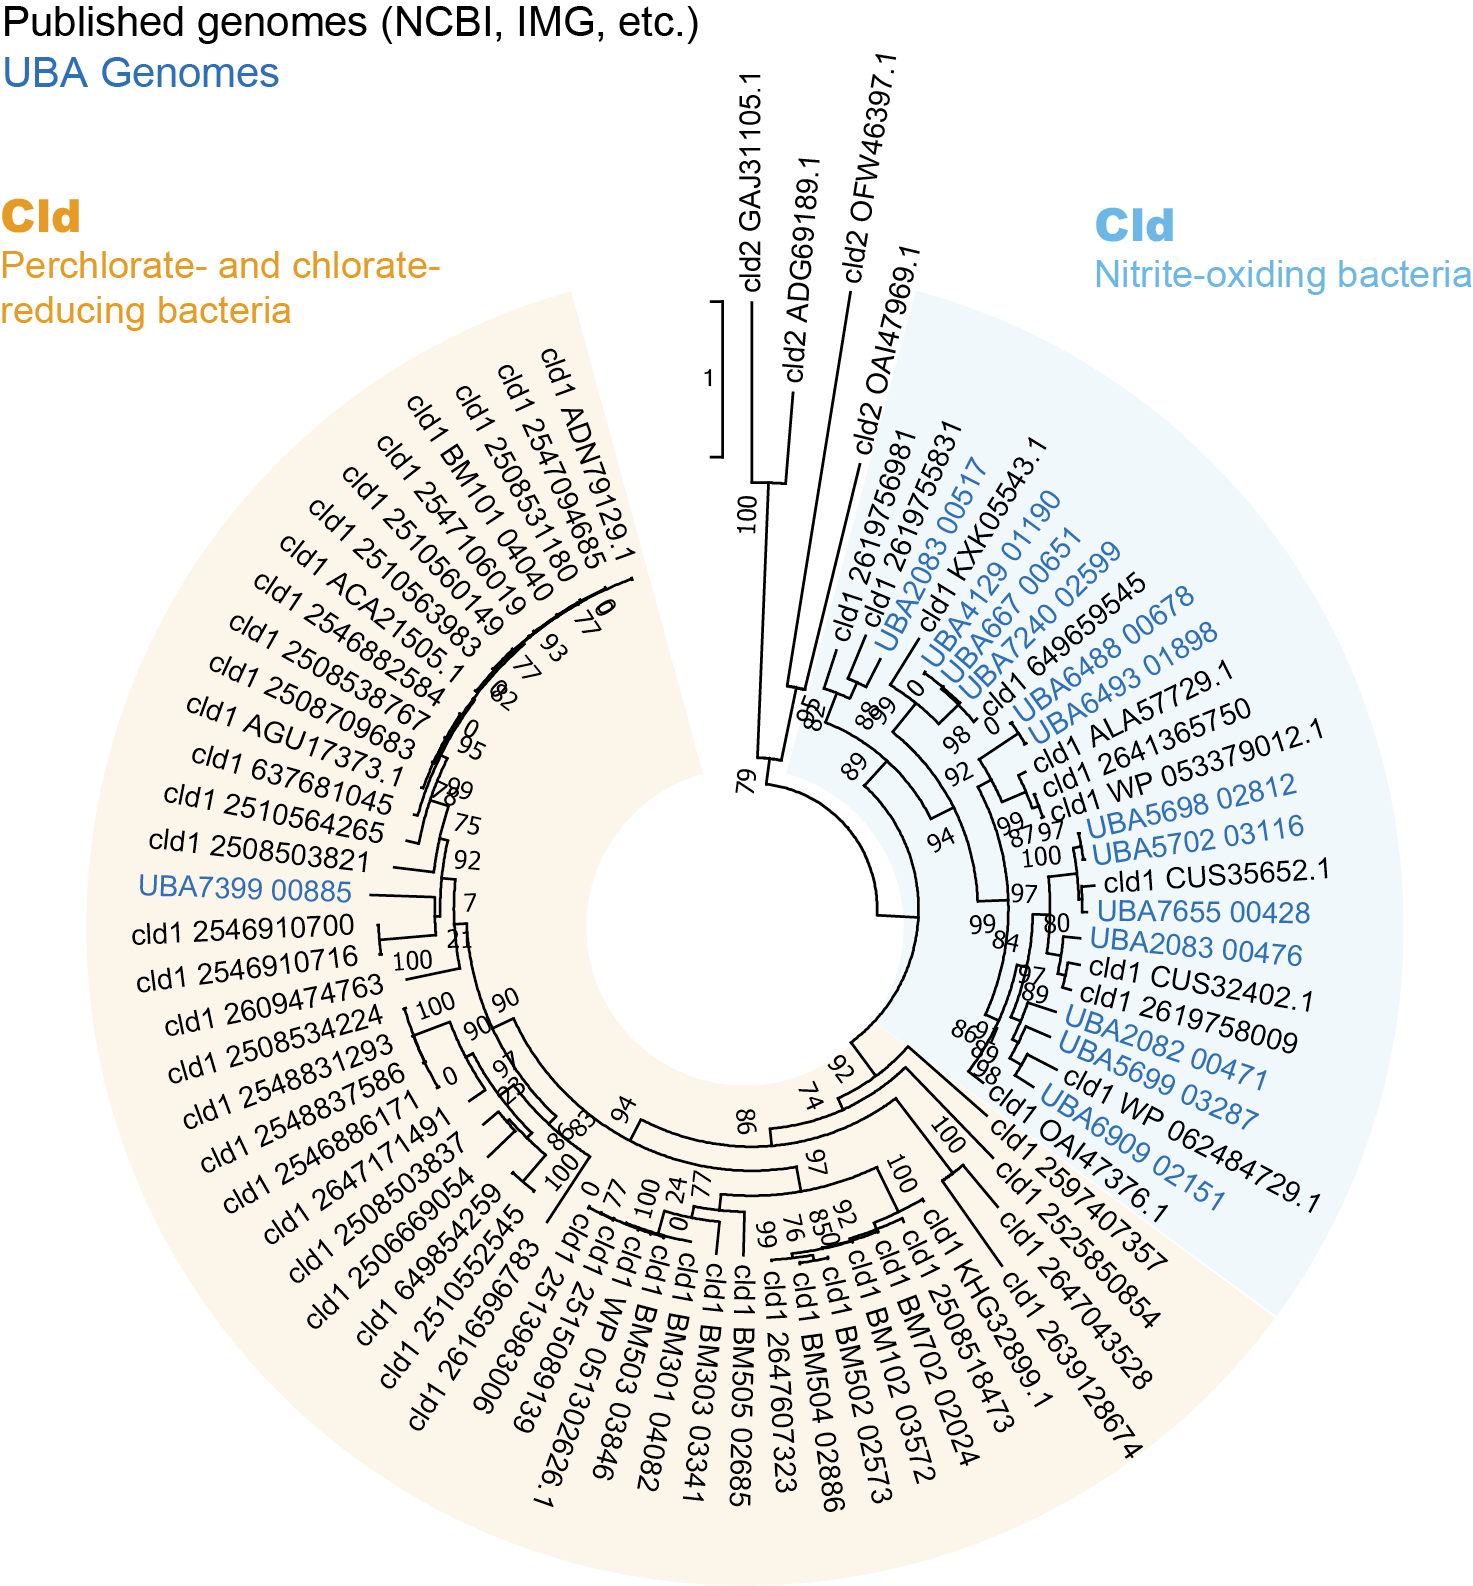 Published genomes (NCBI, IMG, etc.)
UBA Genomes
Cld
Perchlorate- and chlorate-
reducing bacteria
Cld
Nitrite-oxiding bacteria
1
cld2 GAJ31105.1
cld2 ADG69189.1
cld2 OFW46397.1
cld2 OAI47969.1
cld1 2619756981
cld1 2619755831
UBA2083 00517
cld1 KXK05543.1
UBA4129 01190
UBA667 00651
UBA7240 02599
cld1 649659545
UBA6488 00678
UBA6493 01898
cld1 ALA57729.1
cld1 2641365750
cld1 WP 053379012.1
UBA5698 02812
UBA5702 03116
cld1 CUS35652.1
UBA7655 00428
UBA2083 00476
cld1 CUS32402.1
cld1 2619758009
UBA2082 00471
UBA5699 03287
cld1 WP 062484729.1
UBA6909 02151
cld1 OAI47376.1
cld1 2597407357
cld1 2525850854
cld1 2647043528
cld1 2639128674
cld1 KHG32899.1
cld1 2508518473
cld1 BM702 02024
cld1 BM102 03572
cld1 BM502 02573
cld1 BM504 02886
cld1 2647607323
cld1 BM505 02685
cld1 BM303 03341
cld1 BM301 04082
cld1 BM503 03846
cld1 WP 051302626.1
cld1 2515089139
cld1 2513983006
cld1 2616596783
cld1 2510552545
cld1 649854259
cld1 2506669054
cld1 2508503837
cld1 2647171491
cld1 2546886171
cld1 2548837586
cld1 2548831293
cld1 2508534224
cld1 2609474763
cld1 2546910716
cld1 2546910700
UBA7399 00885
cld1 2508503821
cld1 2510564265
cld1 637681045
cld1 AGU17373.1
cld1 2508709683
cld1 2508538767
cld1 2546882584
cld1 ACA21505.1
cld1 2510563983
cld1 2510560149
cld1 2547106019
cld1 BM101 04040
cld1 2508531180
cld1 2547094685
cld1 ADN79129.1
100
79
82
99
89
94
0
98
0
92
99
87
97
100
97
99
84
80
97
89
86
98
92
74
86
100
97
100
92
850
76
99
77
24
0
100
77
0
94
83
86
100
97
90
0
100
90
21
100
7
92
75
99
95
0
77
93
77
0